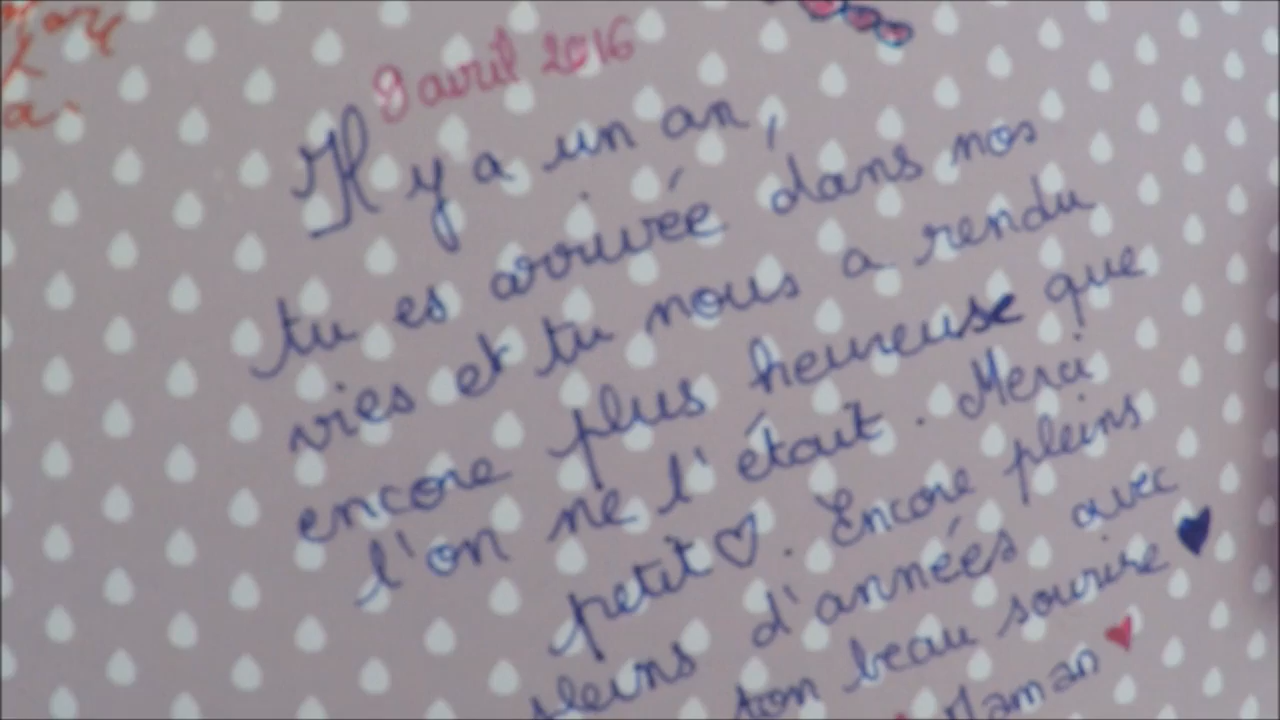 9 avril 2016
Il y a un an,
tu es arrivée dans nos
vies et tu nous a rendu
encore plus heureuse que
l'on ne l'était. Merci
petit ♡. Encore pleins
pleins d'années avec
ton beau sourire ♥
Maman ♥